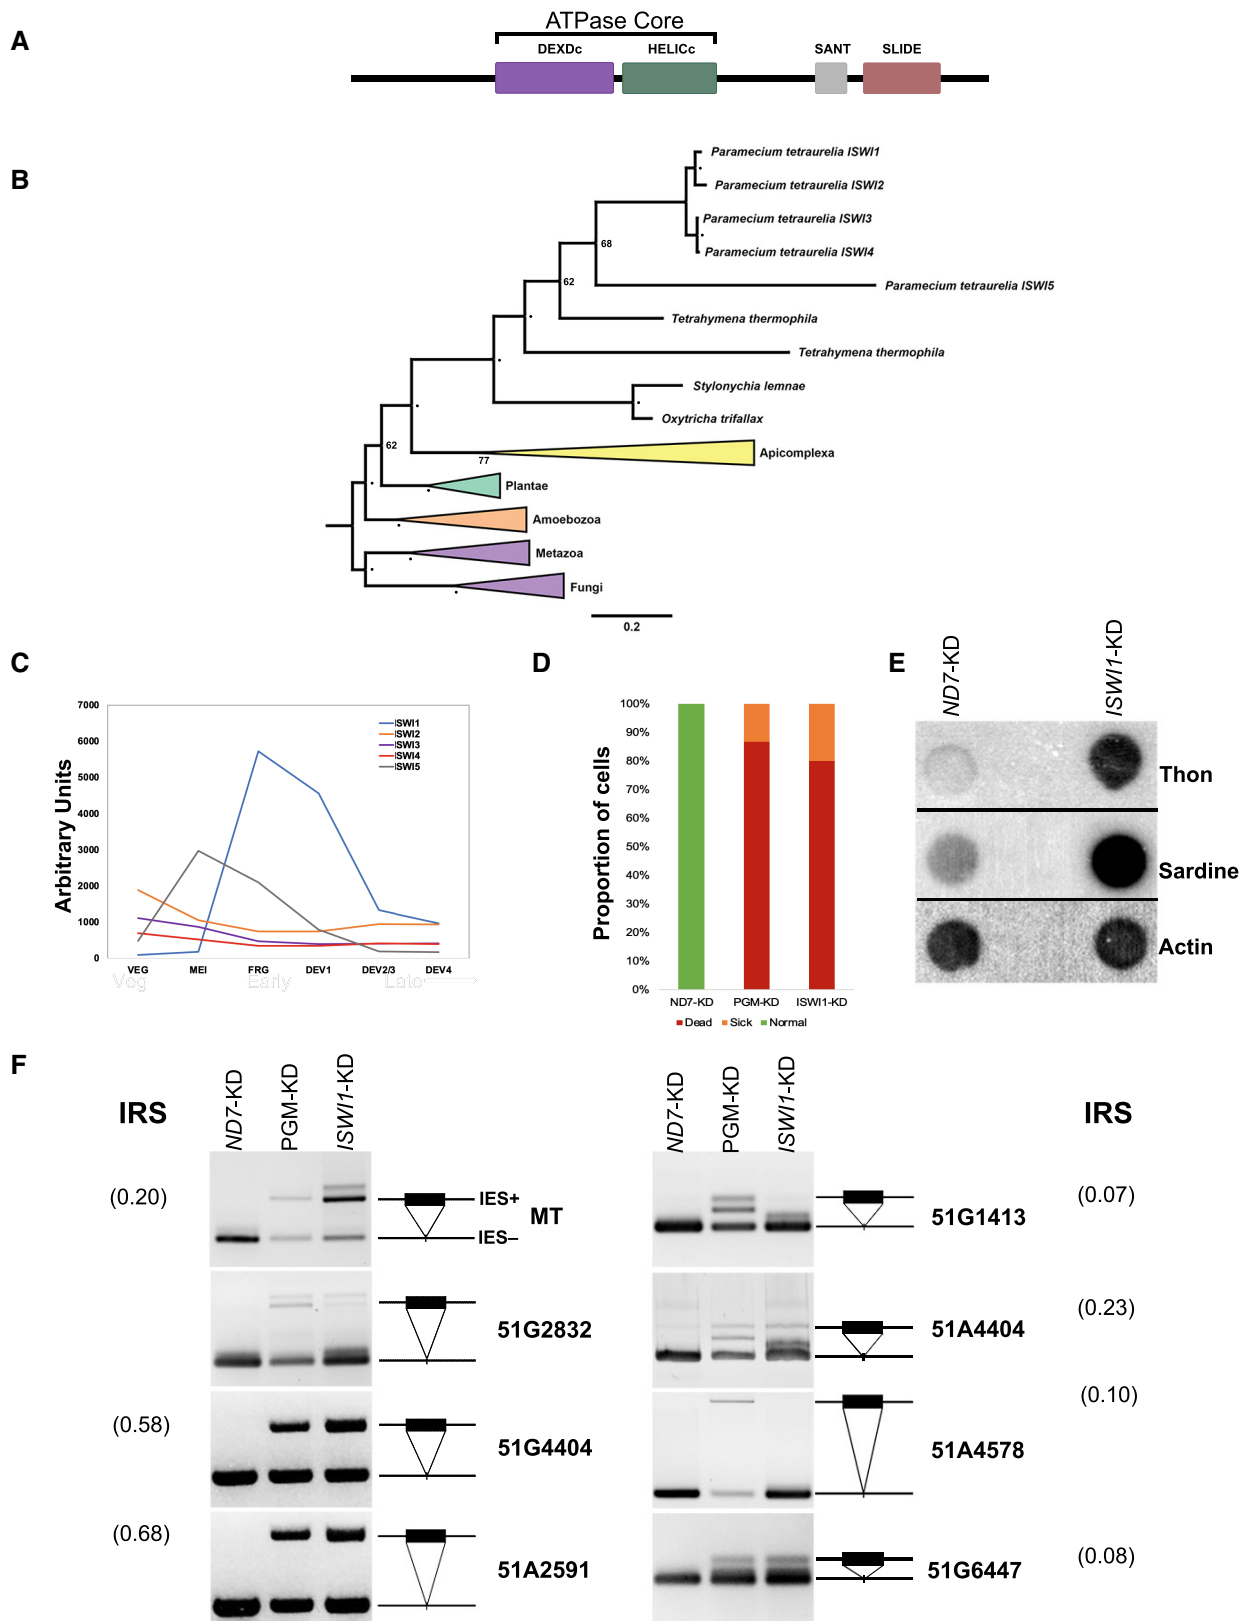 A
ATPase Core
DEXDc
HELICc
SANT
SLIDE
B
Paramecium tetraurelia ISWI1
Paramecium tetraurelia ISWI2
Paramecium tetraurelia ISWI3
Paramecium tetraurelia ISWI4
Paramecium tetraurelia ISWI5
Tetrahymena thermophila
Tetrahymena thermophila
Stylonychia lemnae
Oxytricha trifallax
Apicomplexa
Plantae
Amoebozoa
Metazoa
Fungi
68
62
62
77
0.2
C
Arbitrary Units
7000
6000
5000
4000
3000
2000
1000
0
ISWI1
ISWI2
ISWI3
ISWI4
ISWI5
VEG MEI FRG DEV1 DEV2/3 DEV4
Veg Early Late
D
Proportion of cells
100%
90%
80%
70%
60%
50%
40%
30%
20%
10%
0%
ND7-KD PGM-KD ISWI1-KD
Dead Sick Normal
E
ND7-KD
ISWI1-KD
Thon
Sardine
Actin
F
IRS
ND7-KD
PGM-KD
ISWI1-KD
(0.20)
IES+
IES–
MT
51G2832
(0.58)
51G4404
(0.68)
51A2591
ND7-KD
PGM-KD
ISWI1-KD
IRS
51G1413
(0.07)
51A4404
(0.23)
51A4578
(0.10)
51G6447
(0.08)